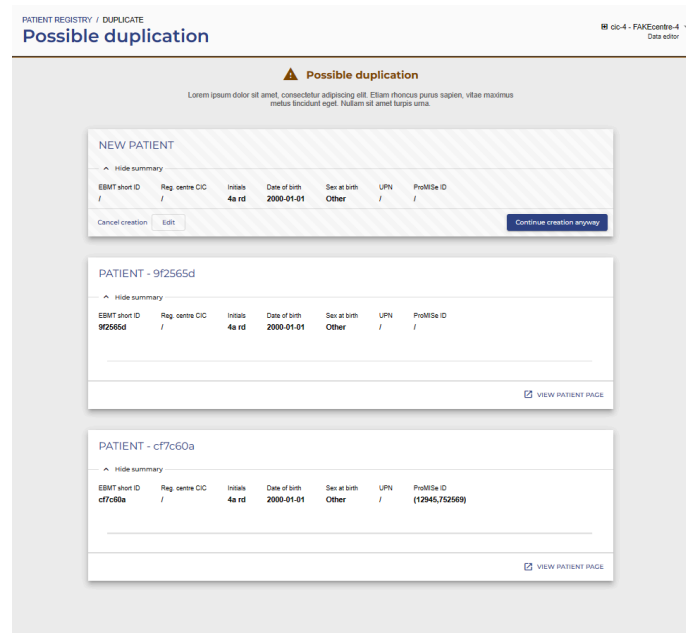 PATIENT REGISTRY / DUPLICATE
Possible duplication
cic-4 - FAKEcentre-4
Data editor
Possible duplication
Lorem ipsum dolor sit amet, consectetur adipiscing elit. Etiam rhoncus purus sapien, vitae maximus
metus tincidunt eget. Nullam sit amet turpis urna.
NEW PATIENT
Hide summary
EBMT short ID Reg. centre CIC Initials Date of birth Sex at birth UPN ProMISe ID
/ / 4a rd 2000-01-01 Other / /
Cancel creation Edit Continue creation anyway
PATIENT - 9f2565d
Hide summary
EBMT short ID Reg. centre CIC Initials Date of birth Sex at birth UPN ProMISe ID
9f2565d / 4a rd 2000-01-01 Other / /
VIEW PATIENT PAGE
PATIENT - cf7c60a
Hide summary
EBMT short ID Reg. centre CIC Initials Date of birth Sex at birth UPN ProMISe ID
cf7c60a / 4a rd 2000-01-01 Other / (12945,752569)
VIEW PATIENT PAGE